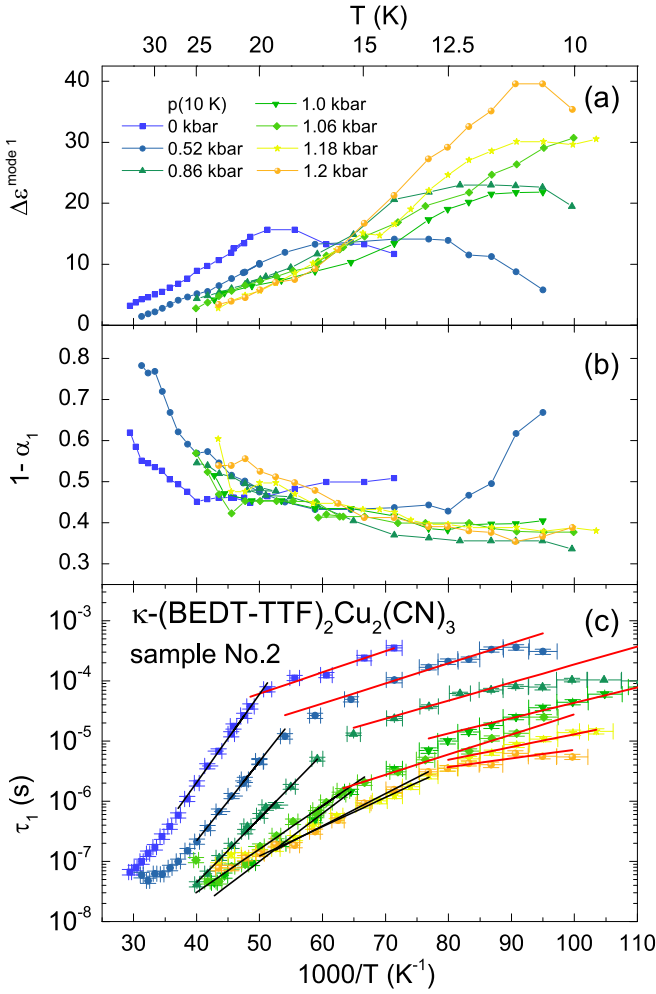 T (K)
30 25 20 15 12.5 10
40
30
20
10
0
Δε^mode 1
(a)
p(10 K)
0 kbar
0.52 kbar
0.86 kbar
1.0 kbar
1.06 kbar
1.18 kbar
1.2 kbar
0.8
0.7
0.6
0.5
0.4
0.3
1- α₁
(b)
κ-(BEDT-TTF)₂Cu₂(CN)₃
sample No.2
(c)
10⁻³
10⁻⁴
10⁻⁵
10⁻⁶
10⁻⁷
10⁻⁸
τ₁ (s)
30 40 50 60 70 80 90 100 110
1000/T (K⁻¹)